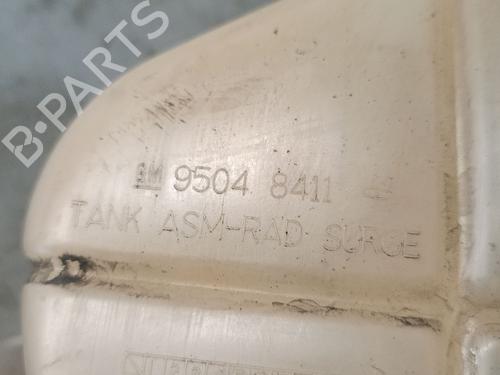 B-PARTS
GM 9504 8411
TANK ASM-RAD SURGE